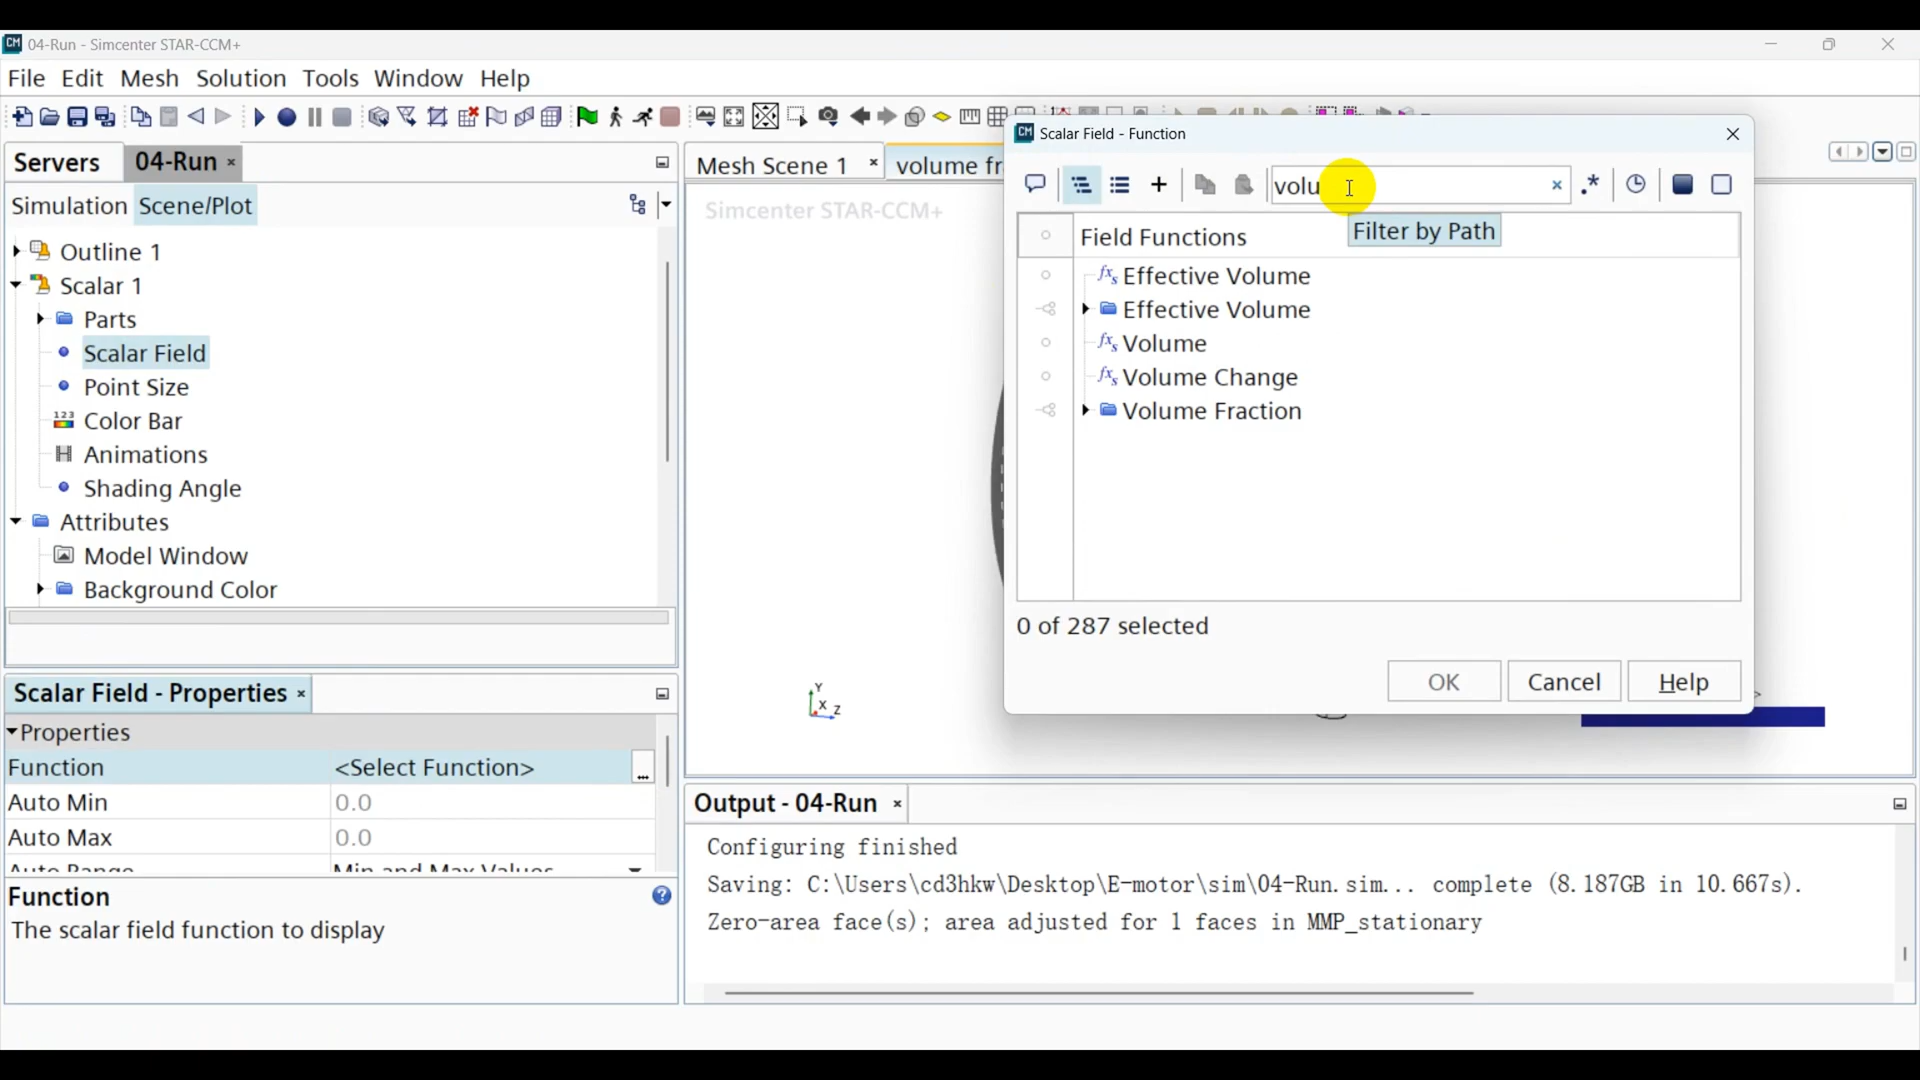 04-Run - Simcenter STAR-CCM+
File Edit Mesh Solution Tools Window Help
Servers 04-Run
Simulation Scene/Plot
Outline 1
Scalar 1
Parts
Scalar Field
Point Size
Color Bar
Animations
Shading Angle
Attributes
Model Window
Background Color
Scalar Field - Properties
Properties
Function <Select Function> ...
Auto Min 0.0
Auto Max 0.0
Auto Range Min and Max Values
Function
The scalar field function to display
Mesh Scene 1 volume fr
Simcenter STAR-CCM+
Y
X Z
Scalar Field - Function
volu
Filter by Path
Field Functions
Effective Volume
Effective Volume
Volume
Volume Change
Volume Fraction
0 of 287 selected
OK Cancel Help
Output - 04-Run
Configuring finished
Saving: C:\Users\cd3hkw\Desktop\E-motor\sim\04-Run.sim... complete (8.187GB in 10.667s).
Zero-area face(s); area adjusted for 1 faces in MMP_stationary